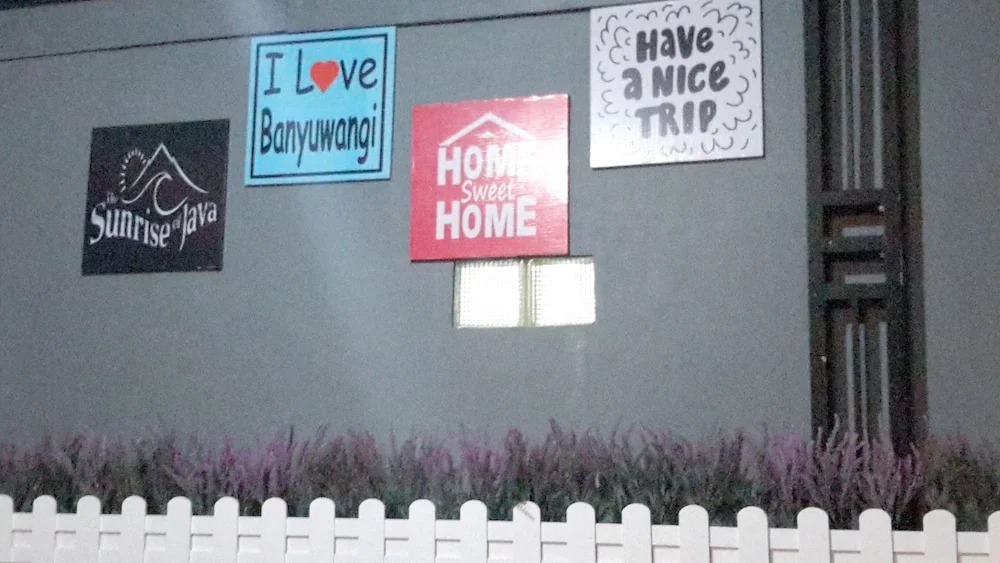 The
Sunrise of Java
I Love
Banyuwangi
HOME
Sweet
HOME
HAVE
a NICE
TRIP